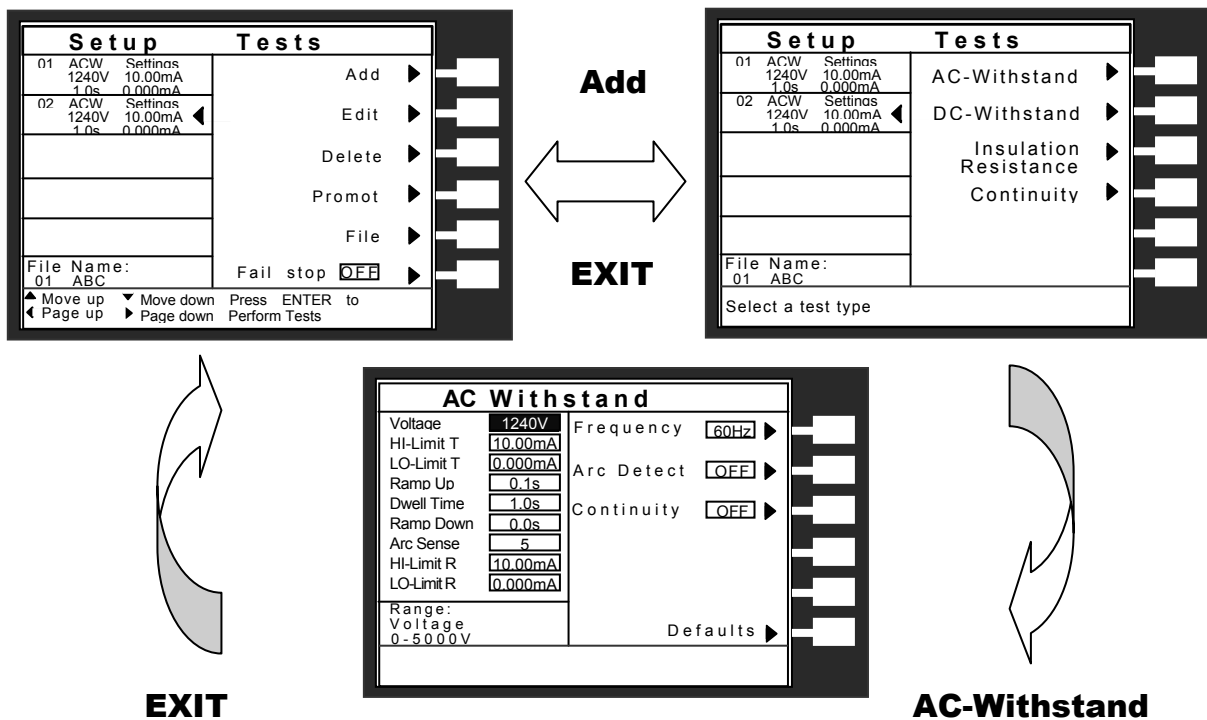 Setup Tests
01 ACW Settings
1240V 10.00mA
1.0s 0.000mA
02 ACW Settings
1240V 10.00mA
1.0s 0.000mA
Add
Edit
Delete
Promot
File
Fail stop OFF
File Name:
01 ABC
Move up Move down Press ENTER to
Page up Page down Perform Tests
Add
EXIT
Setup Tests
01 ACW Settings
1240V 10.00mA
1.0s 0.000mA
02 ACW Settings
1240V 10.00mA
1.0s 0.000mA
AC-Withstand
DC-Withstand
Insulation
Resistance
Continuity
File Name:
01 ABC
Select a test type
AC Withstand
Voltage 1240V
HI-Limit T 10.00mA
LO-Limit T 0.000mA
Ramp Up 0.1s
Dwell Time 1.0s
Ramp Down 0.0s
Arc Sense 5
HI-Limit R 10.00mA
LO-Limit R 0.000mA
Frequency 60Hz
Arc Detect OFF
Continuity OFF
Range:
Voltage
0-5000V
Defaults
EXIT
AC-Withstand